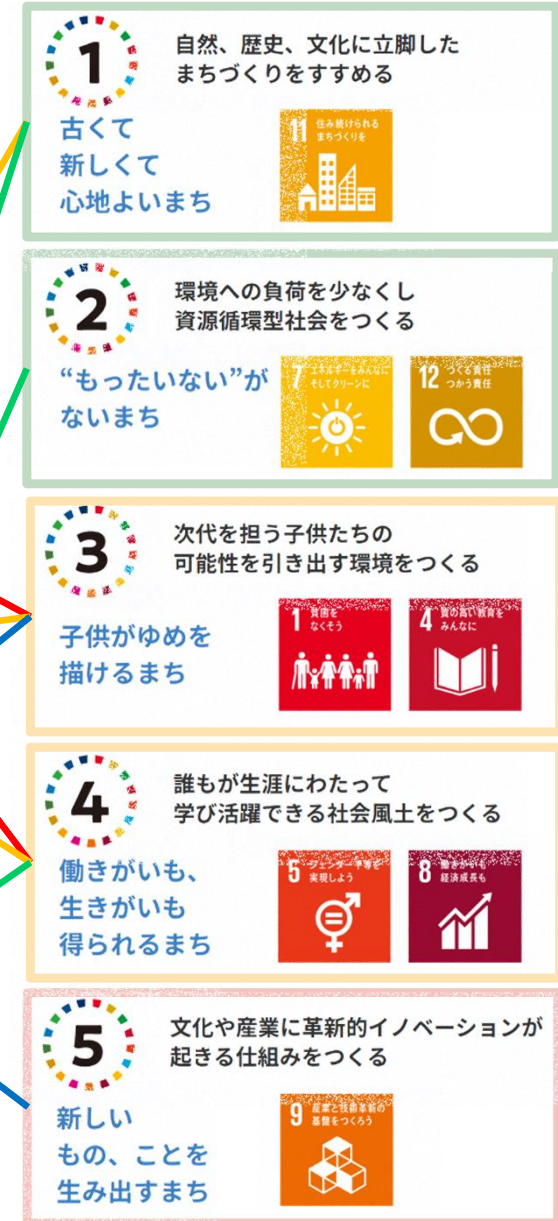 1
自然、歴史、文化に立脚した
まちづくりをすすめる
古くて
新しくて
心地よいまち
11 住み続けられる
まちづくりを
2
環境への負荷を少なくし
資源循環型社会をつくる
“もったいない”が
ないまち
7 エネルギーをみんなに
そしてクリーンに
12 つくる責任
つかう責任
3
次代を担う子供たちの
可能性を引き出す環境をつくる
子供がゆめを
描けるまち
1 貧困を
なくそう
4 質の高い教育を
みんなに
4
誰もが生涯にわたって
学び活躍できる社会風土をつくる
働きがいも、
生きがいも
得られるまち
5 ジェンダー平等を
実現しよう
8 働きがいも
経済成長も
5
文化や産業に革新的イノベーションが
起きる仕組みをつくる
新しい
もの、ことを
生み出すまち
9 産業と技術革新の
基盤をつくろう